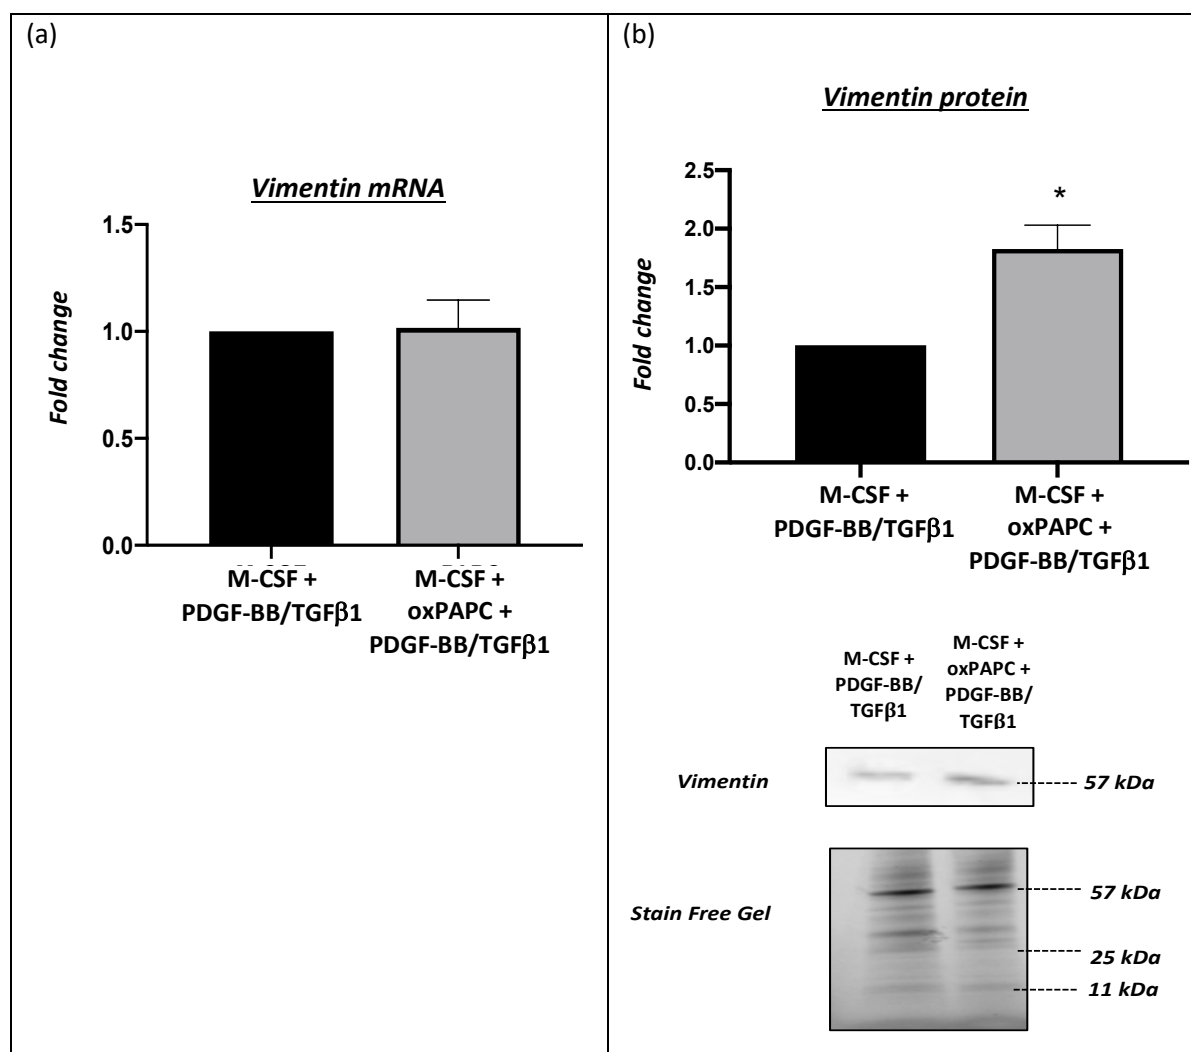 (a)
Vimentin mRNA
Fold change
1.5
1.0
0.5
0.0
M-CSF +
PDGF-BB/TGFβ1
M-CSF +
oxPAPC +
PDGF-BB/TGFβ1
(b)
Vimentin protein
Fold change
2.5
2.0
1.5
1.0
0.5
0.0
*
M-CSF +
PDGF-BB/TGFβ1
M-CSF +
oxPAPC +
PDGF-BB/TGFβ1
M-CSF +
PDGF-BB/
TGFβ1
M-CSF +
oxPAPC +
PDGF-BB/
TGFβ1
Vimentin
57 kDa
Stain Free Gel
57 kDa
25 kDa
11 kDa